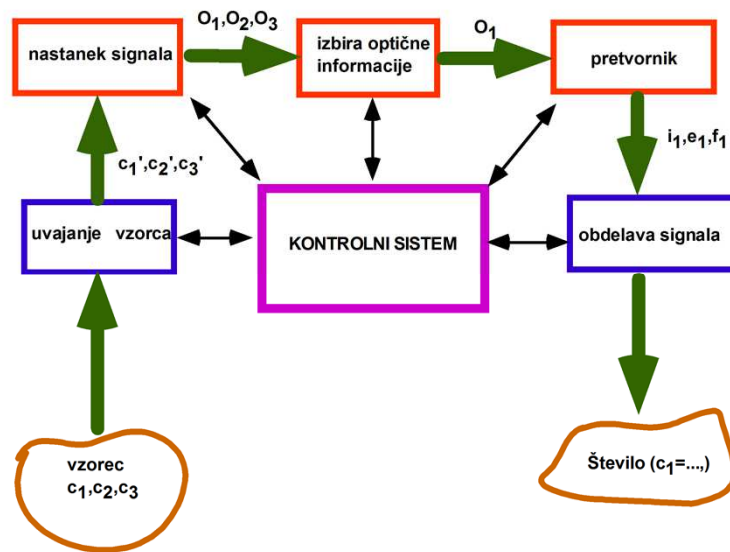 O₁,O₂,O₃
nastanek signala
izbira optične
informacije
O₁
pretvornik
c₁',c₂',c₃'
i₁,e₁,f₁
uvajanje vzorca
KONTROLNI SISTEM
obdelava signala
vzorec
c₁,c₂,c₃
Število (c₁=...,)